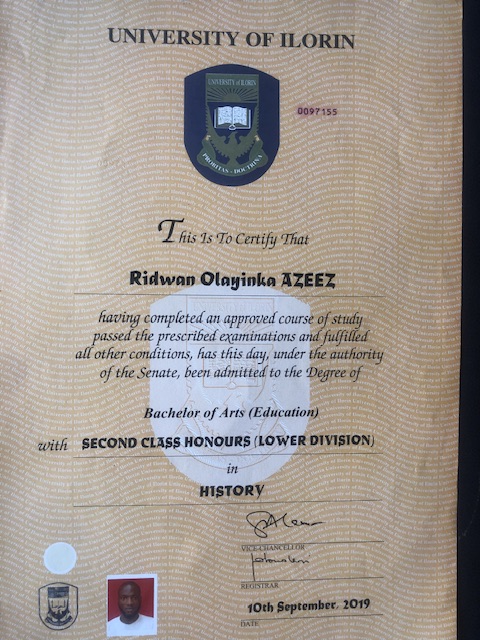 UNIVERSITY OF ILORIN
UNIVERSITY of ILORIN
0097155
PROBITAS - DOCTRINA
This Is To Certify That
Ridwan Olayinka AZEEZ
having completed an approved course of study
passed the prescribed examinations and fulfilled
all other conditions, has this day, under the authority
of the Senate, been admitted to the Degree of
Bachelor of Arts (Education)
with SECOND CLASS HONOURS (LOWER DIVISION)
in
HISTORY
VICE-CHANCELLOR
REGISTRAR
10th September, 2019
DATE